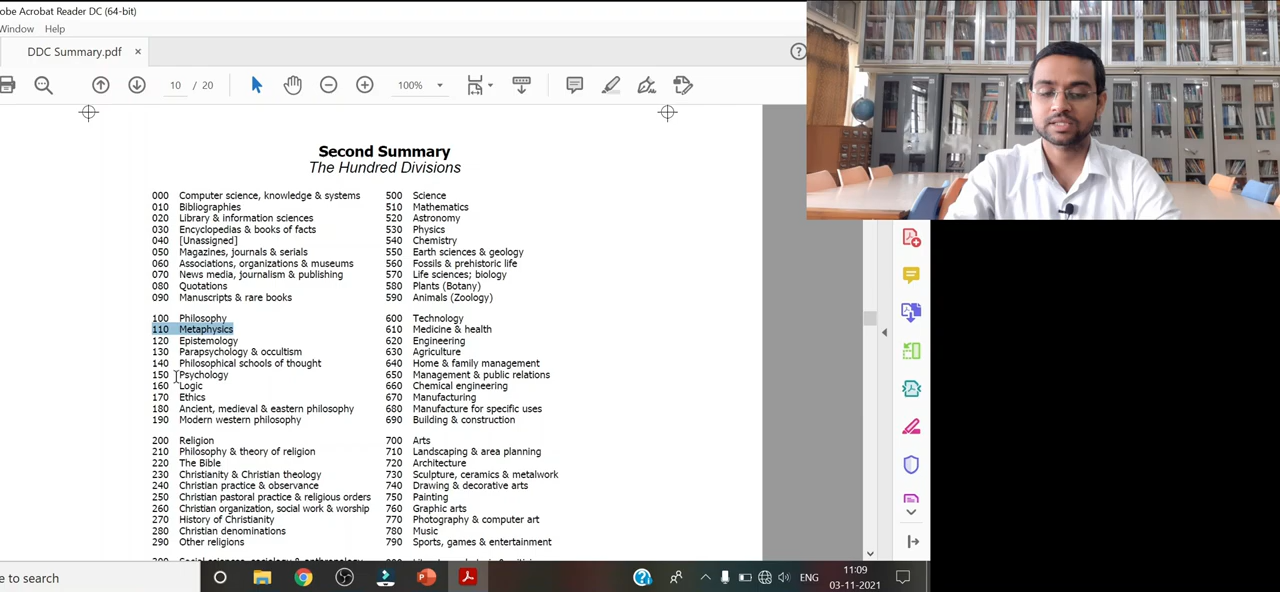 obe Acrobat Reader DC (64-bit)
Window Help
DDC Summary.pdf ×
10 / 20 100%
Second Summary
The Hundred Divisions
000 Computer science, knowledge & systems
010 Bibliographies
020 Library & information sciences
030 Encyclopedias & books of facts
040 [Unassigned]
050 Magazines, journals & serials
060 Associations, organizations & museums
070 News media, journalism & publishing
080 Quotations
090 Manuscripts & rare books
100 Philosophy
110 Metaphysics
120 Epistemology
130 Parapsychology & occultism
140 Philosophical schools of thought
150 Psychology
160 Logic
170 Ethics
180 Ancient, medieval & eastern philosophy
190 Modern western philosophy
200 Religion
210 Philosophy & theory of religion
220 The Bible
230 Christianity & Christian theology
240 Christian practice & observance
250 Christian pastoral practice & religious orders
260 Christian organization, social work & worship
270 History of Christianity
280 Christian denominations
290 Other religions
500 Science
510 Mathematics
520 Astronomy
530 Physics
540 Chemistry
550 Earth sciences & geology
560 Fossils & prehistoric life
570 Life sciences; biology
580 Plants (Botany)
590 Animals (Zoology)
600 Technology
610 Medicine & health
620 Engineering
630 Agriculture
640 Home & family management
650 Management & public relations
660 Chemical engineering
670 Manufacturing
680 Manufacture for specific uses
690 Building & construction
700 Arts
710 Landscaping & area planning
720 Architecture
730 Sculpture, ceramics & metalwork
740 Drawing & decorative arts
750 Painting
760 Graphic arts
770 Photography & computer art
780 Music
790 Sports, games & entertainment
e to search
ENG
11:09
03-11-2021